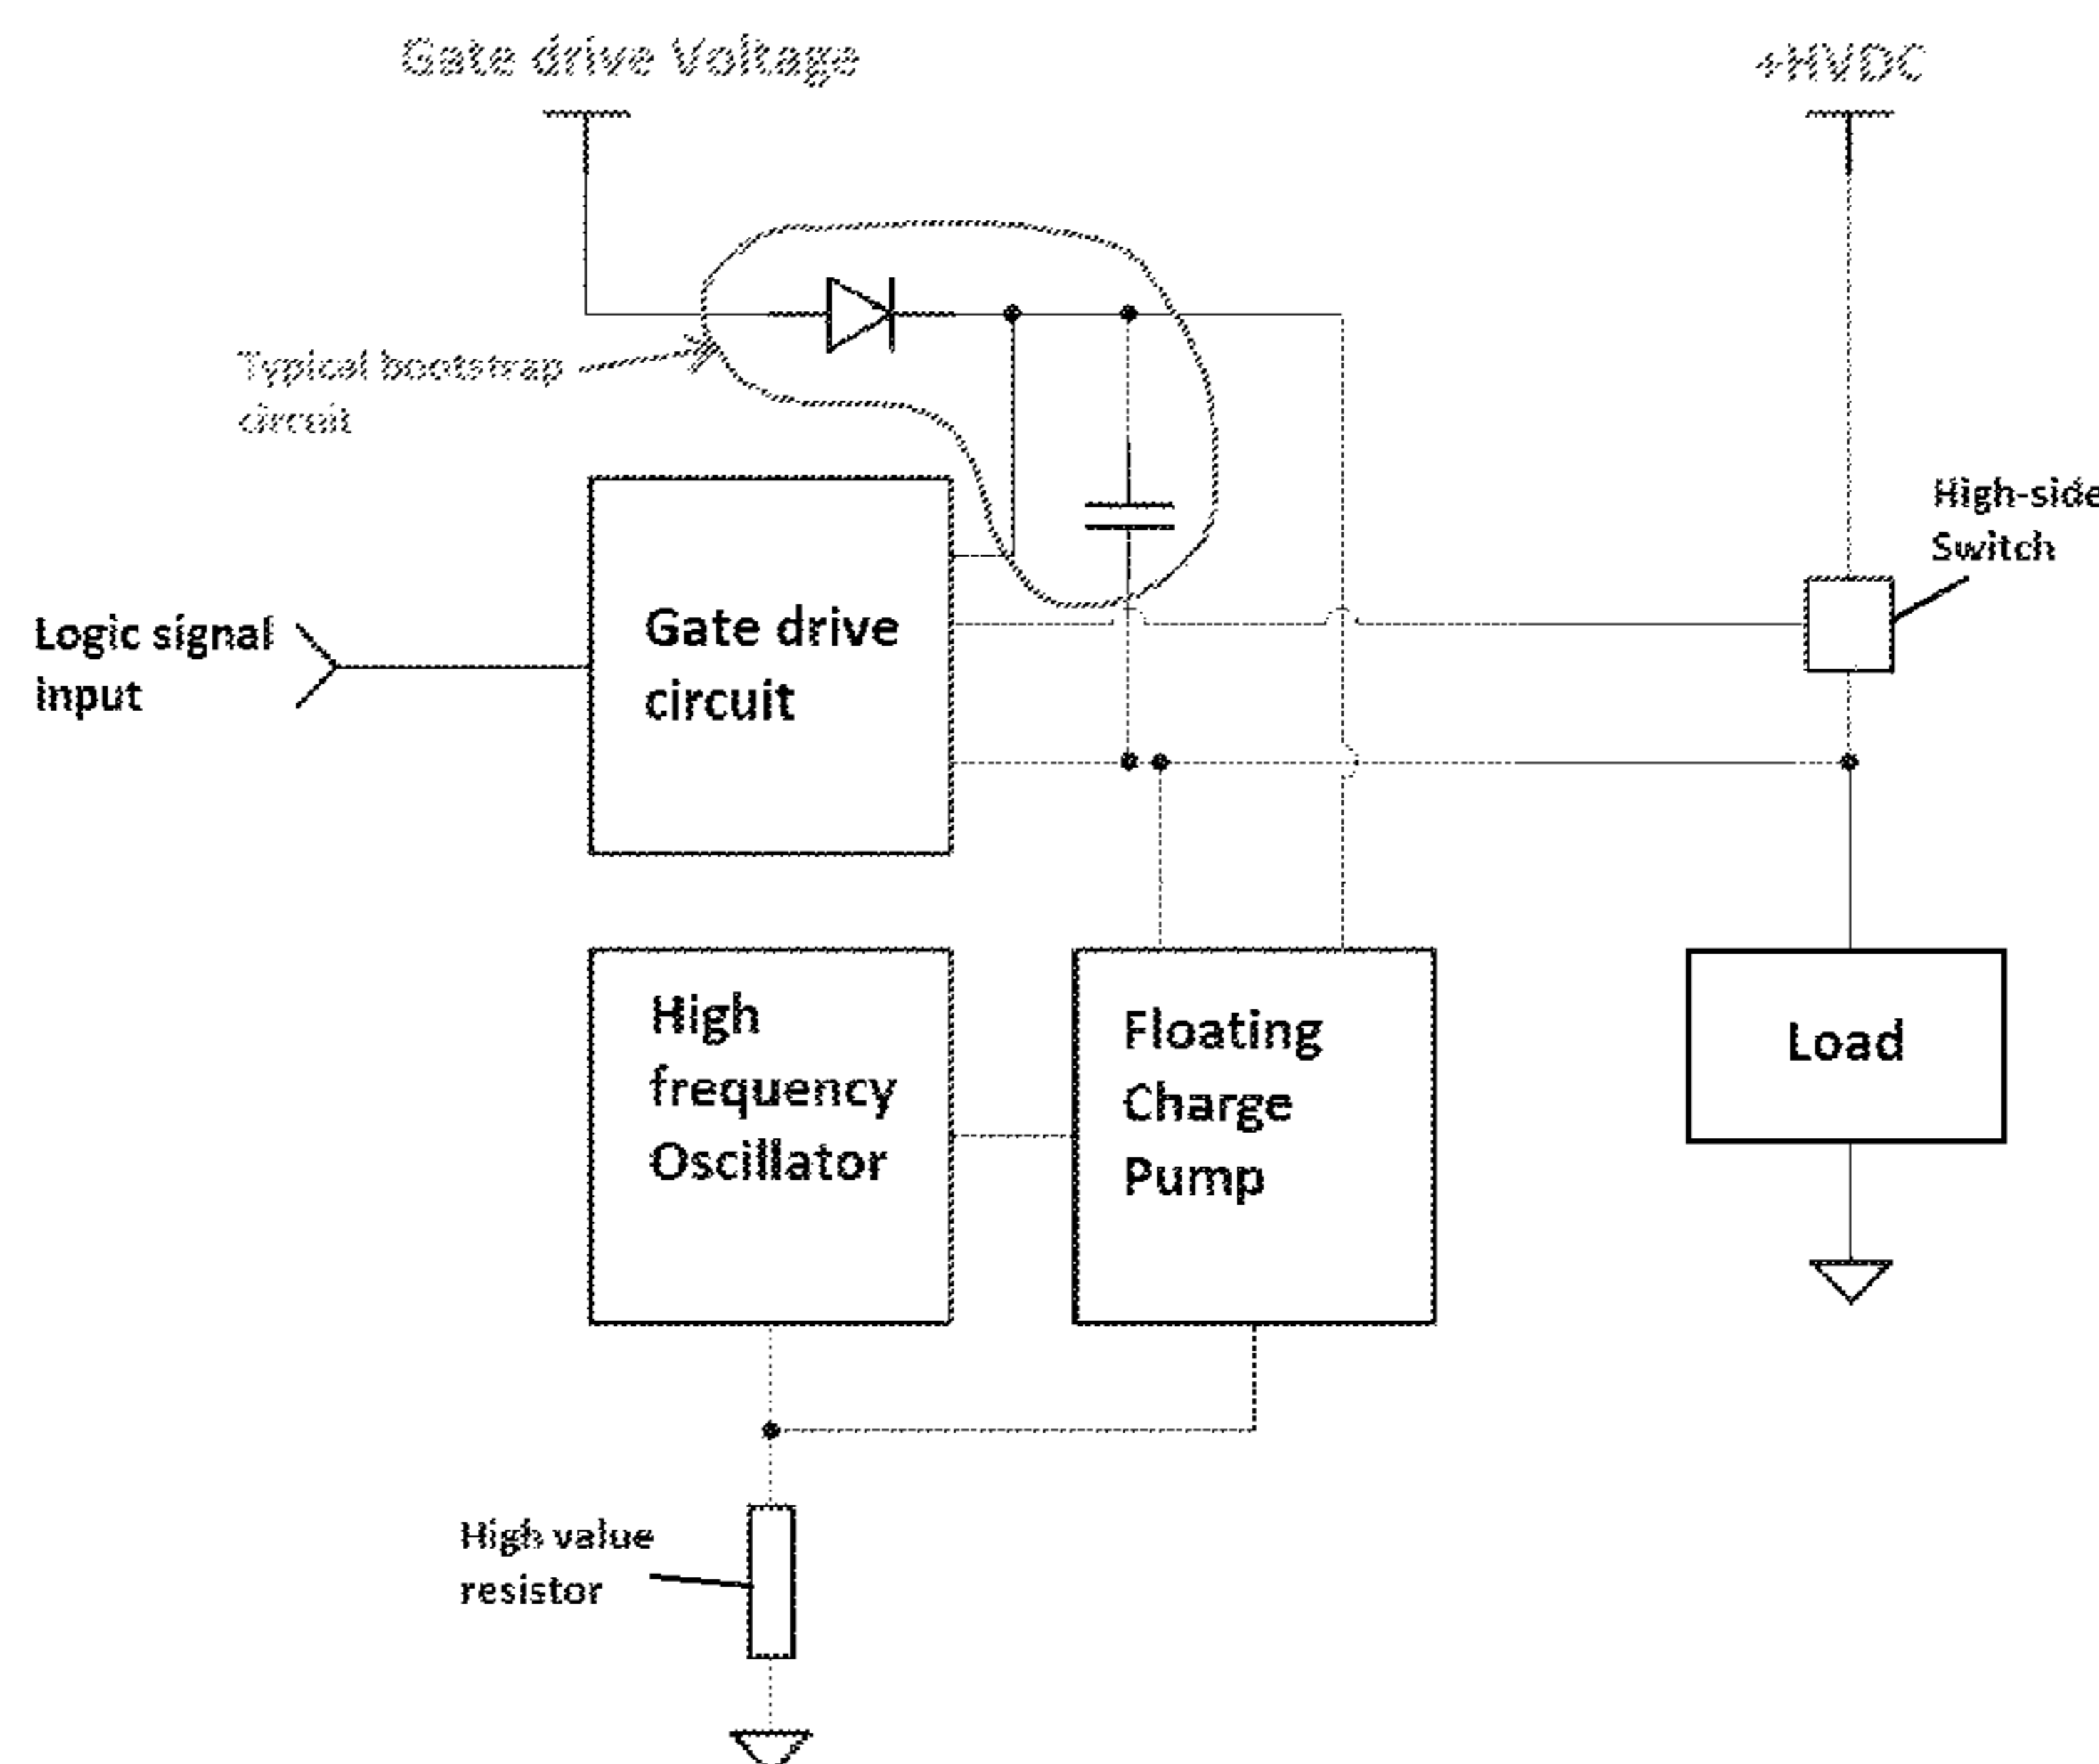 Gate drive Voltage
+HVDC
Typical bootstrap
circuit
High-side
Switch
Logic signal
input
Gate drive
circuit
High
frequency
Oscillator
Floating
Charge
Pump
Load
High value
resistor